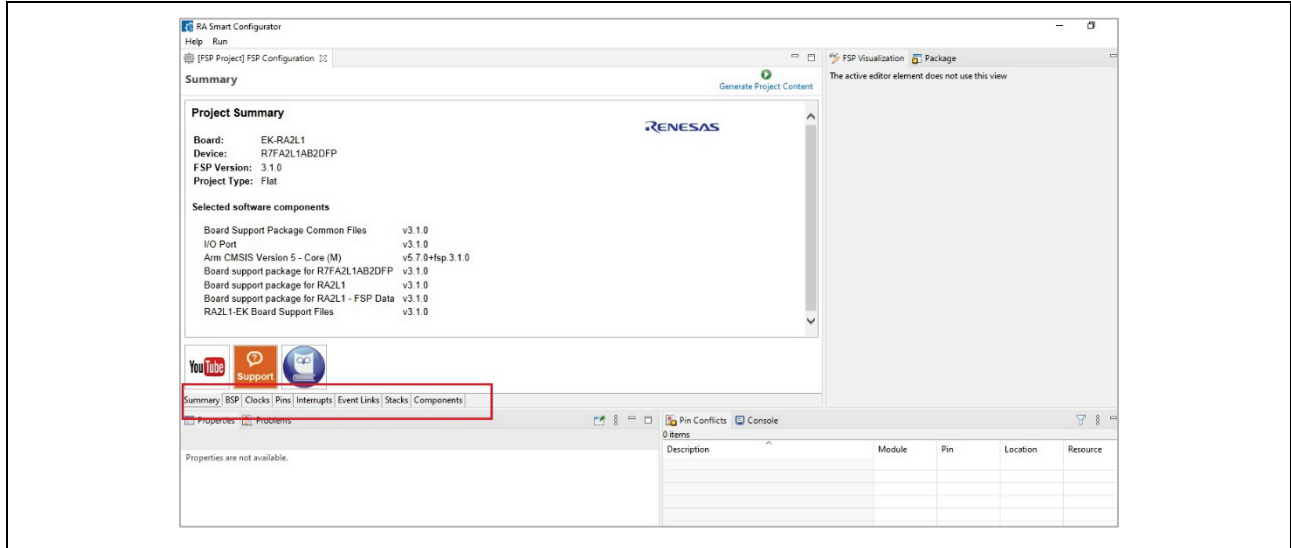 RA Smart Configurator
Help Run
[FSP Project] FSP Configuration
Summary
Generate Project Content
Project Summary
RENESAS
Board: EK-RA2L1
Device: R7FA2L1AB2DFP
FSP Version: 3.1.0
Project Type: Flat
Selected software components
Board Support Package Common Files v3.1.0
I/O Port v3.1.0
Arm CMSIS Version 5 - Core (M) v5.7.0+fsp.3.1.0
Board support package for R7FA2L1AB2DFP v3.1.0
Board support package for RA2L1 v3.1.0
Board support package for RA2L1 - FSP Data v3.1.0
RA2L1-EK Board Support Files v3.1.0
YouTube
Support
Summary BSP Clocks Pins Interrupts Event Links Stacks Components
FSP Visualization Package
The active editor element does not use this view
Properties Problems
Properties are not available.
Pin Conflicts Console
0 items
Description Module Pin Location Resource